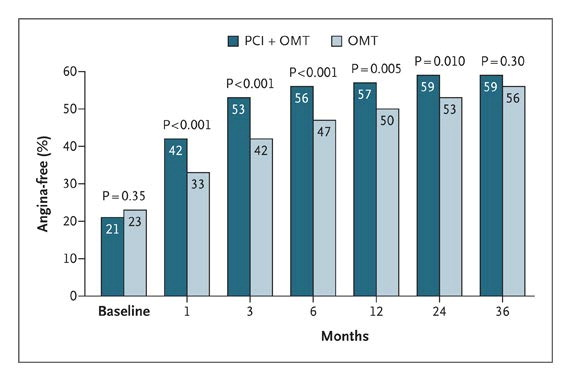 PCI + OMT OMT
60
50
40
30
20
10
0
Angina-free (%)
P=0.35
P<0.001
P<0.001
P<0.001
P=0.005
P=0.010
P=0.30
21 23
42 33
53 42
56 47
57 50
59 53
59 56
Baseline 1 3 6 12 24 36
Months